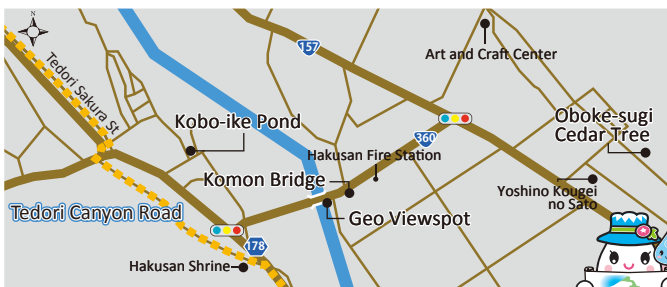 N
157
Art and Craft Center
Tedori Sakura St
Kobo-ike Pond
Oboke-sugi
Cedar Tree
360
Hakusan Fire Station
Komon Bridge
Yoshino Kougei
no Sato
Tedori Canyon Road
Geo Viewspot
178
Hakusan Shrine